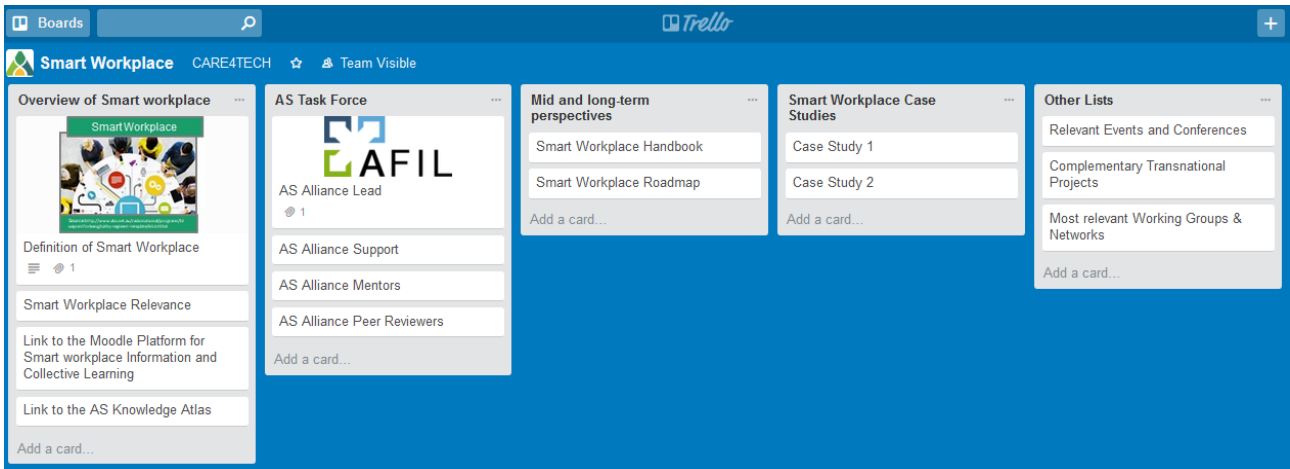 Boards
Trello
Smart Workplace CARE4TECH Team Visible
Overview of Smart workplace
SmartWorkplace
Definition of Smart Workplace
1
Smart Workplace Relevance
Link to the Moodle Platform for
Smart workplace Information and
Collective Learning
Link to the AS Knowledge Atlas
Add a card...
AS Task Force
AFIL
AS Alliance Lead
1
AS Alliance Support
AS Alliance Mentors
AS Alliance Peer Reviewers
Add a card...
Mid and long-term
perspectives
Smart Workplace Handbook
Smart Workplace Roadmap
Add a card...
Smart Workplace Case
Studies
Case Study 1
Case Study 2
Add a card...
Other Lists
Relevant Events and Conferences
Complementary Transnational
Projects
Most relevant Working Groups &
Networks
Add a card...